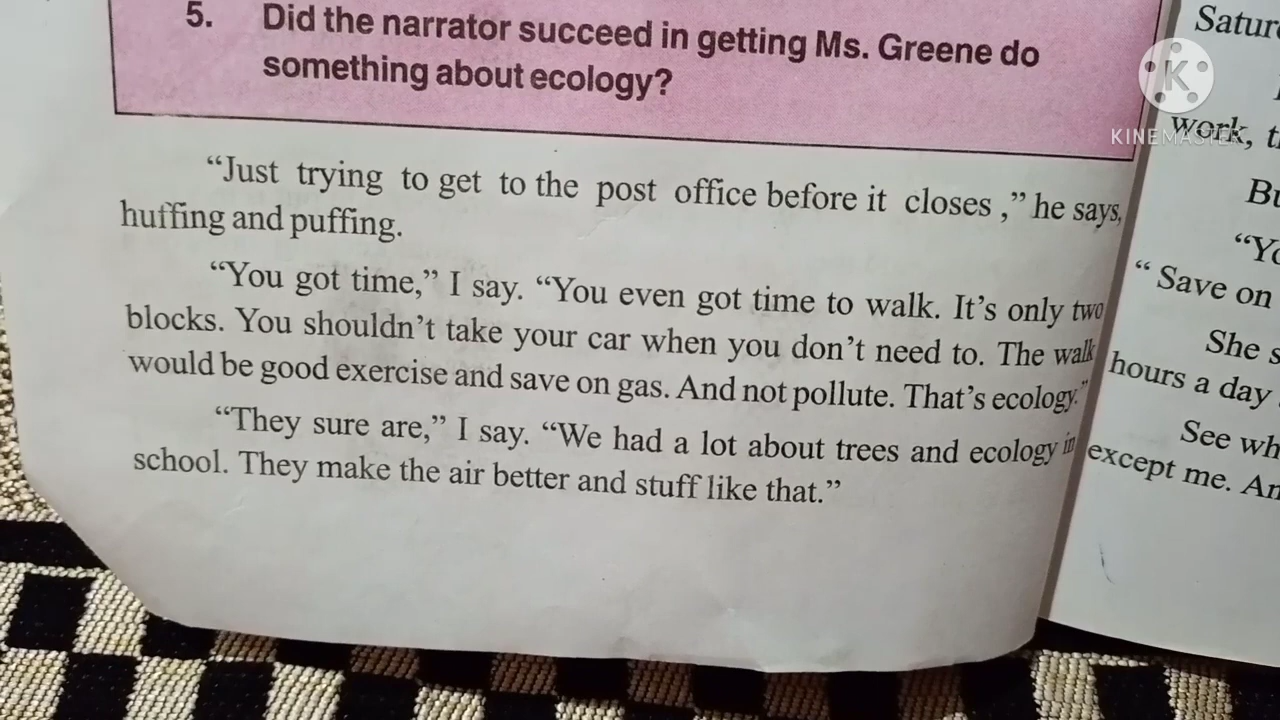 5. Did the narrator succeed in getting Ms. Greene do
something about ecology?
“Just trying to get to the post office before it closes ,” he says,
huffing and puffing.
“You got time,” I say. “You even got time to walk. It’s only two
blocks. You shouldn’t take your car when you don’t need to. The walk
would be good exercise and save on gas. And not pollute. That’s ecology.”
“They sure are,” I say. “We had a lot about trees and ecology in
school. They make the air better and stuff like that.”
K
KINEMASTER
work,
“ Save on
She
hours a day
See
except me.